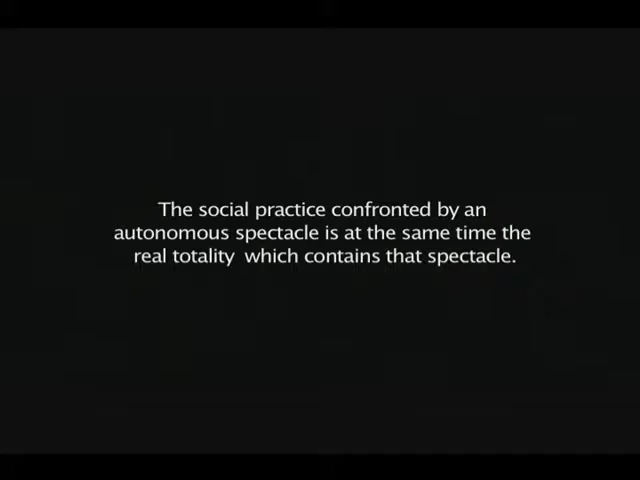 The social practice confronted by an
autonomous spectacle is at the same time the
real totality which contains that spectacle.